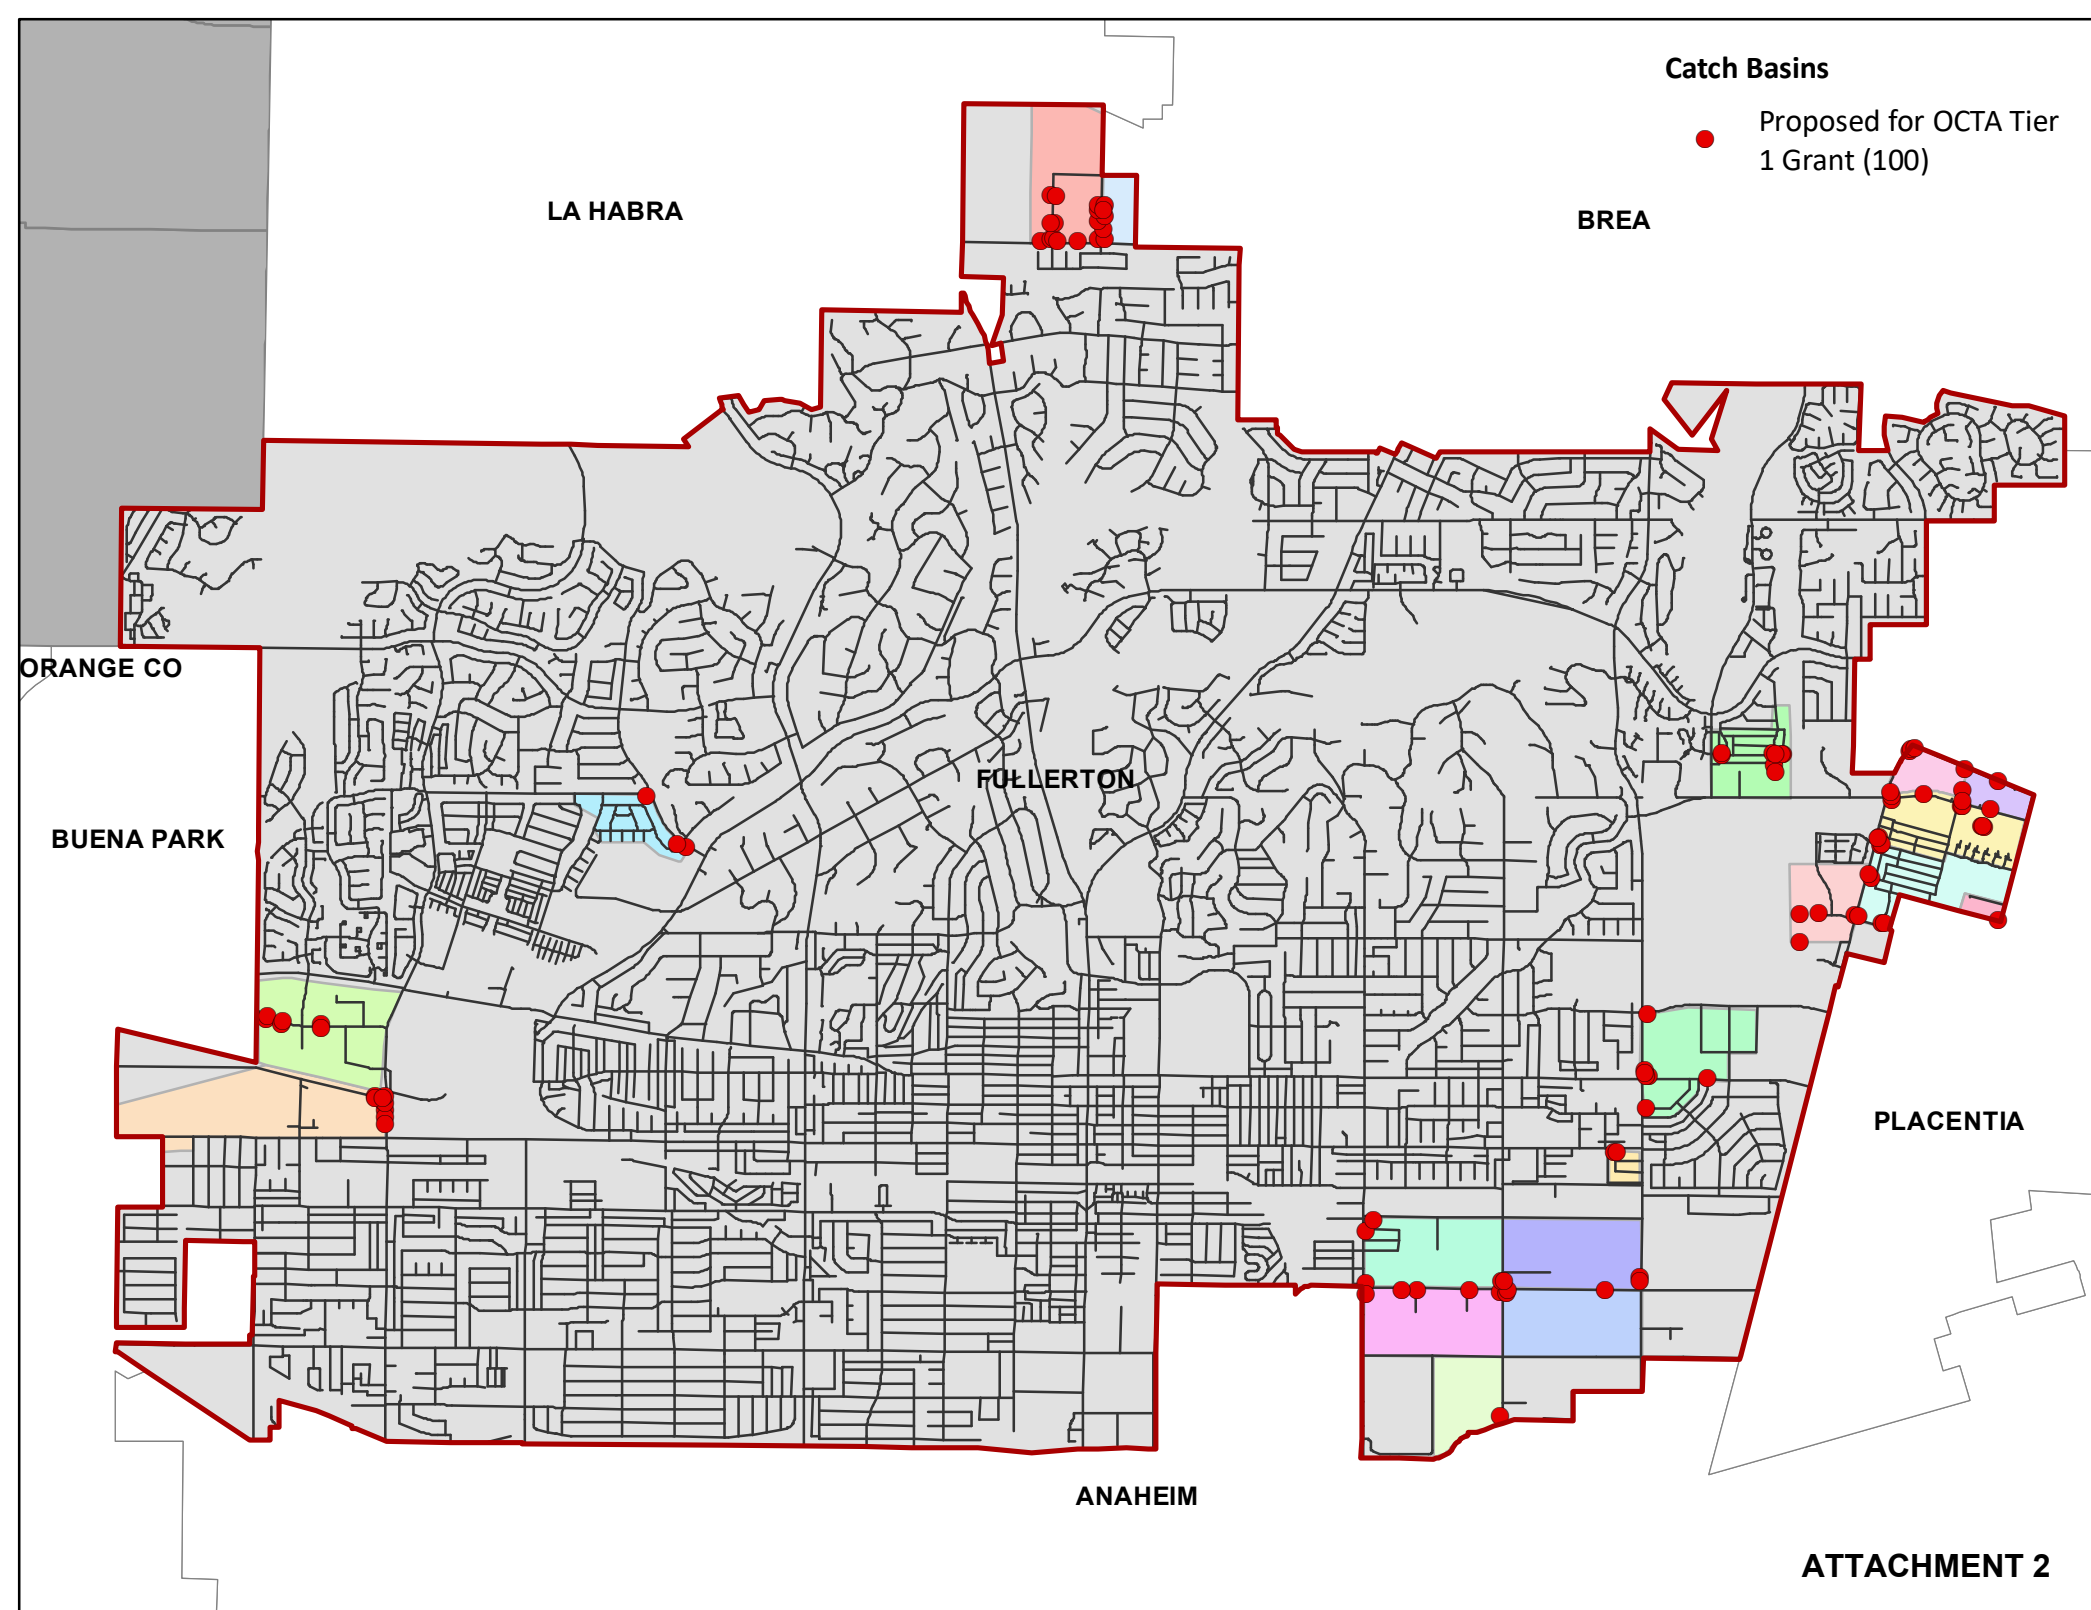 Catch Basins
Proposed for OCTA Tier
1 Grant (100)
LA HABRA
BREA
ORANGE CO
FULLERTON
BUENA PARK
PLACENTIA
ANAHEIM
ATTACHMENT 2